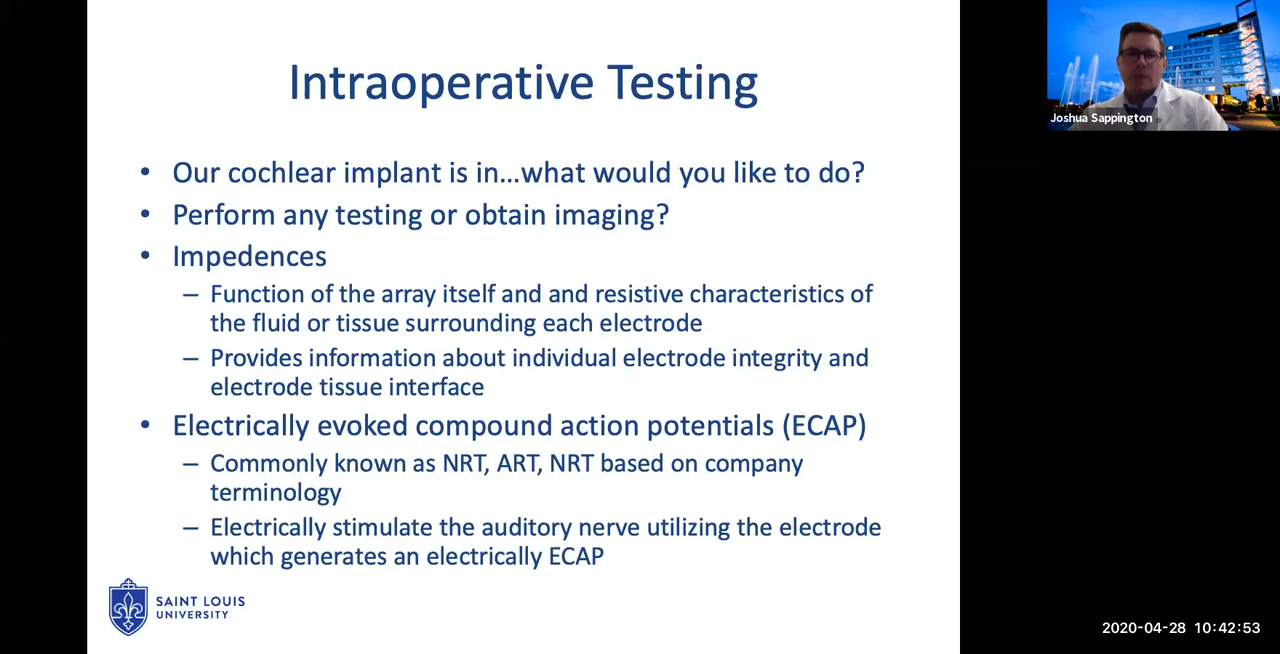 Intraoperative Testing
• Our cochlear implant is in…what would you like to do?
• Perform any testing or obtain imaging?
• Impedences
– Function of the array itself and and resistive characteristics of
the fluid or tissue surrounding each electrode
– Provides information about individual electrode integrity and
electrode tissue interface
• Electrically evoked compound action potentials (ECAP)
– Commonly known as NRT, ART, NRT based on company
terminology
– Electrically stimulate the auditory nerve utilizing the electrode
which generates an electrically ECAP
SAINT LOUIS
UNIVERSITY
Joshua Sappington
2020-04-28 10:42:53